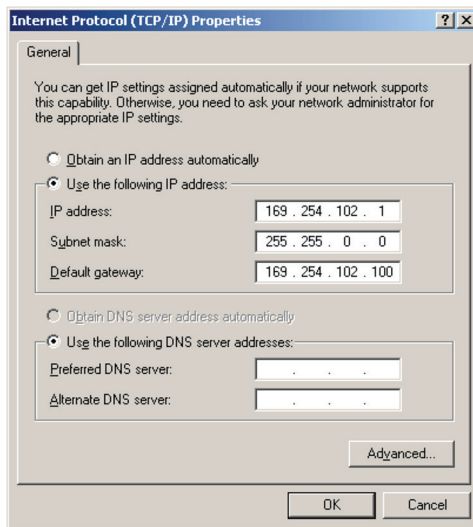 Internet Protocol (TCP/IP) Properties
General
You can get IP settings assigned automatically if your network supports
this capability. Otherwise, you need to ask your network administrator for
the appropriate IP settings.
Obtain an IP address automatically
Use the following IP address:
IP address: 169 . 254 . 102 . 1
Subnet mask: 255 . 255 . 0 . 0
Default gateway: 169 . 254 . 102 . 100
Obtain DNS server address automatically
Use the following DNS server addresses:
Preferred DNS server: . . .
Alternate DNS server: . . .
Advanced...
OK Cancel